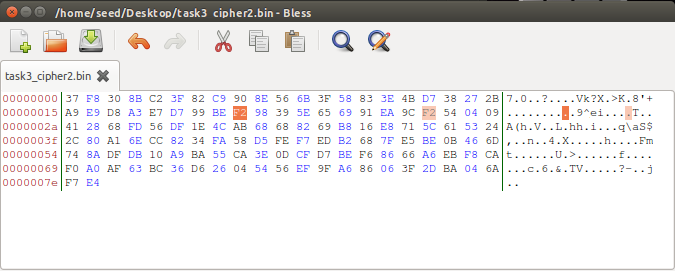 /home/seed/Desktop/task3_cipher2.bin - Bless
task3_cipher2.bin
00000000 37 F8 30 8B C2 3F 82 C9 90 8E 56 6B 3F 58 83 3E 4B D7 38 27 2B 7.0..?....Vk?X.>K.8'+
00000015 A9 E9 D8 A3 E7 D7 99 BE F2 98 39 5E 65 69 91 EA 9C F2 54 04 09 ..........9^ei....T..
0000002a 41 28 68 FD 56 DF 1E 4C AB 68 68 82 69 B8 16 E8 71 5C 61 53 24 A(h.V..L.hh.i...q\aS$
0000003f 2C 80 A1 6E CC 82 34 FA 58 D5 FE F7 ED B2 68 7F E5 BE 0B 46 6D ,..n..4.X.....h....Fm
00000054 74 8A DF DB 10 A9 BA 55 CA 3E 0D CF D7 BE F6 86 66 A6 EB F8 CA t......U.>......f....
00000069 F0 A0 AF 63 BC 36 D6 26 04 54 56 EF 9F A6 86 06 3F 2D BA 04 6A ...c.6.&.TV.....?-..j
0000007e F7 E4 ..